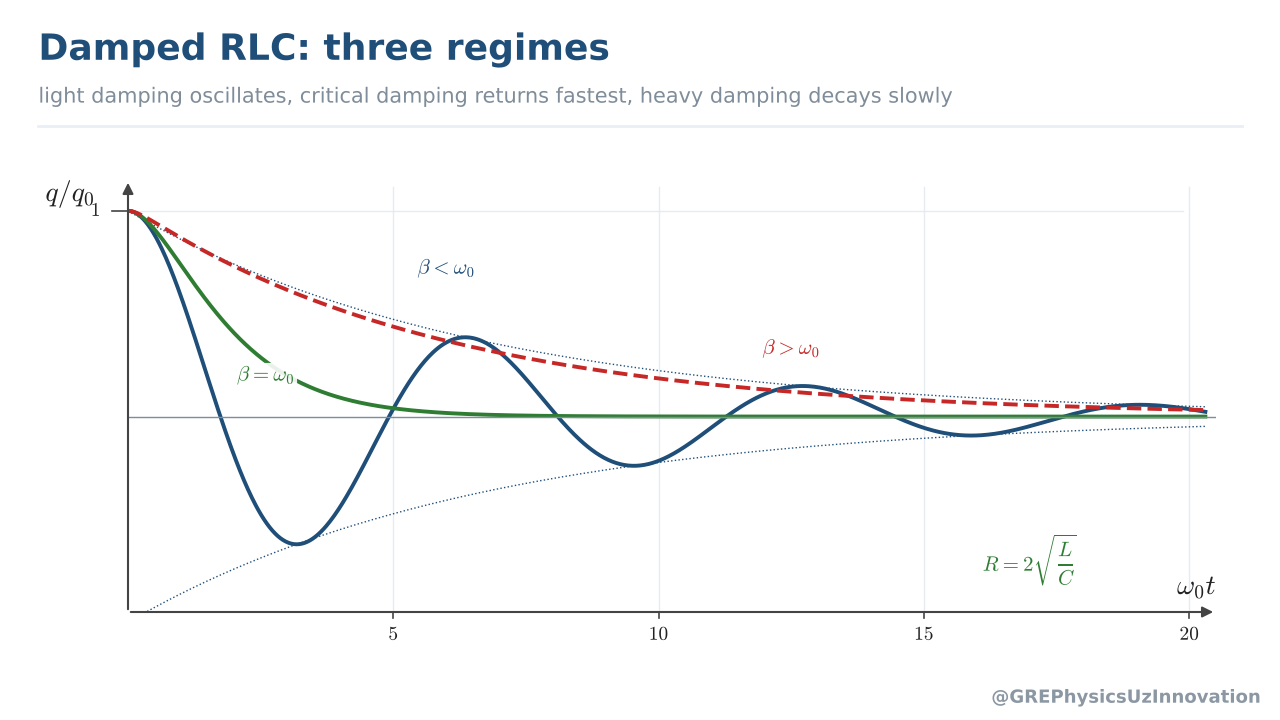 Damped RLC: three regimes
light damping oscillates, critical damping returns fastest, heavy damping decays slowly
q/q₀
1
β < ω₀
β > ω₀
β = ω₀
R = 2√(L/C)
ω₀t
5 10 15 20
@GREPhysicsUzInnovation